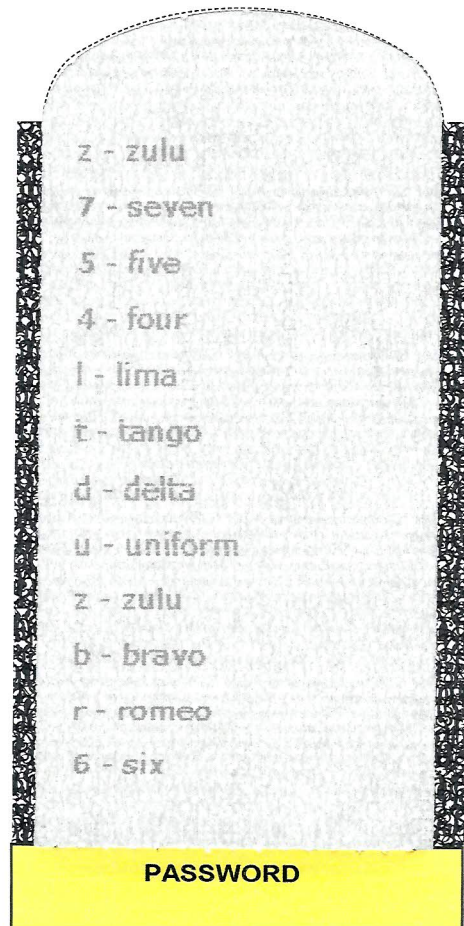 z - zulu
7 - seven
5 - five
4 - four
l - lima
t - tango
d - delta
u - uniform
z - zulu
b - bravo
r - romeo
6 - six
PASSWORD